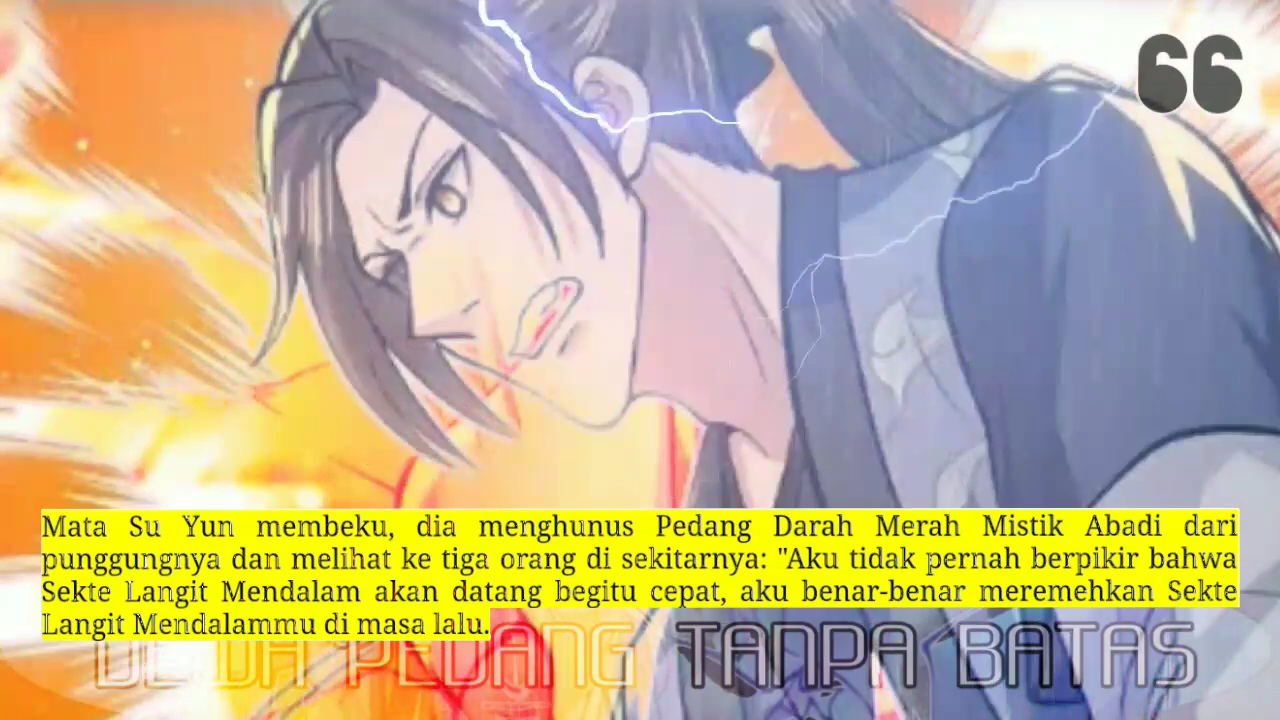 66
Mata Su Yun membeku, dia menghunus Pedang Darah Merah Mistik Abadi dari
punggungnya dan melihat ke tiga orang di sekitarnya: "Aku tidak pernah berpikir bahwa
Sekte Langit Mendalam akan datang begitu cepat, aku benar-benar meremehkan Sekte
Langit Mendalammu di masa lalu.
DEWA PEDANG TANPA BATAS